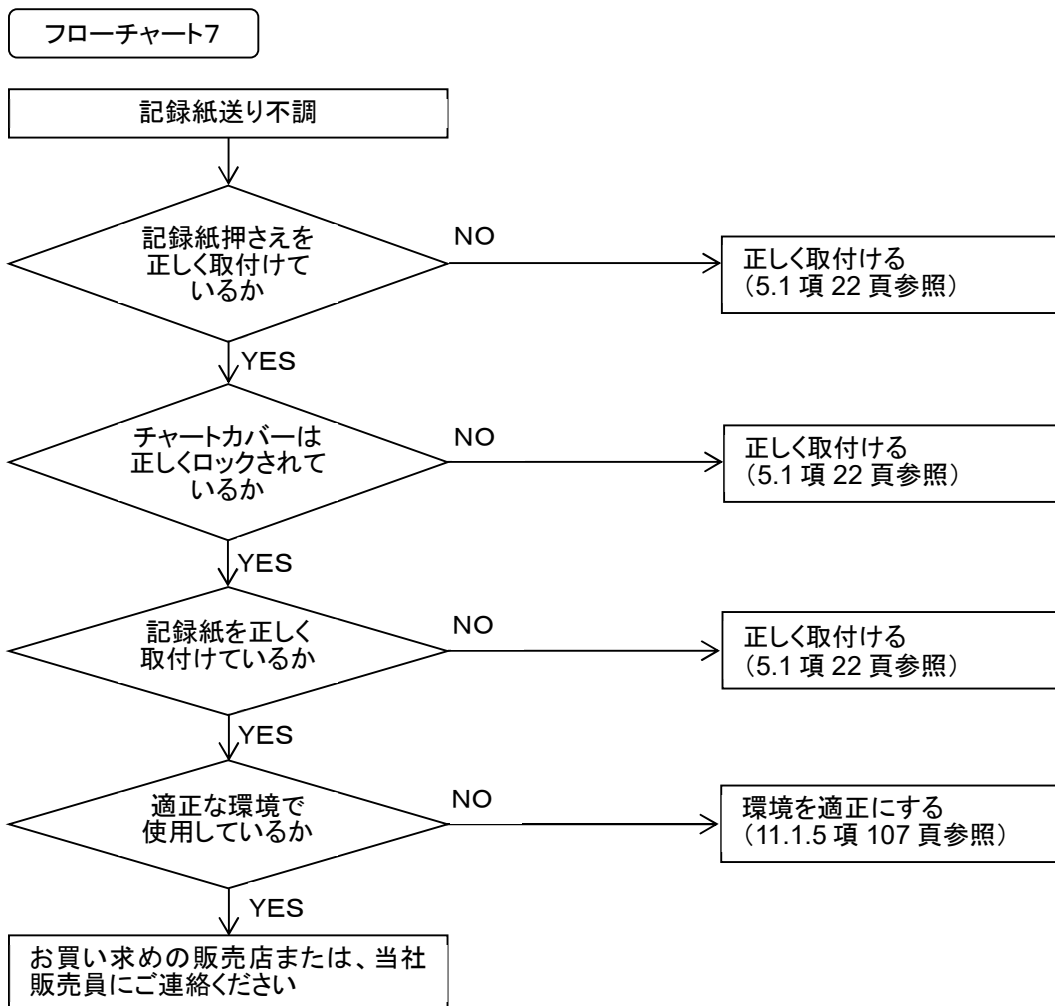 フローチャート7
記録紙送り不調
記録紙押さえを
正しく取付けて
いるか
NO
正しく取付ける
（5.1 項 22 頁参照）
YES
チャートカバーは
正しくロックされて
いるか
NO
正しく取付ける
（5.1 項 22 頁参照）
YES
記録紙を正しく
取付けているか
NO
正しく取付ける
（5.1 項 22 頁参照）
YES
適正な環境で
使用しているか
NO
環境を適正にする
（11.1.5 項 107 頁参照）
YES
お買い求めの販売店または、当社
販売員にご連絡ください